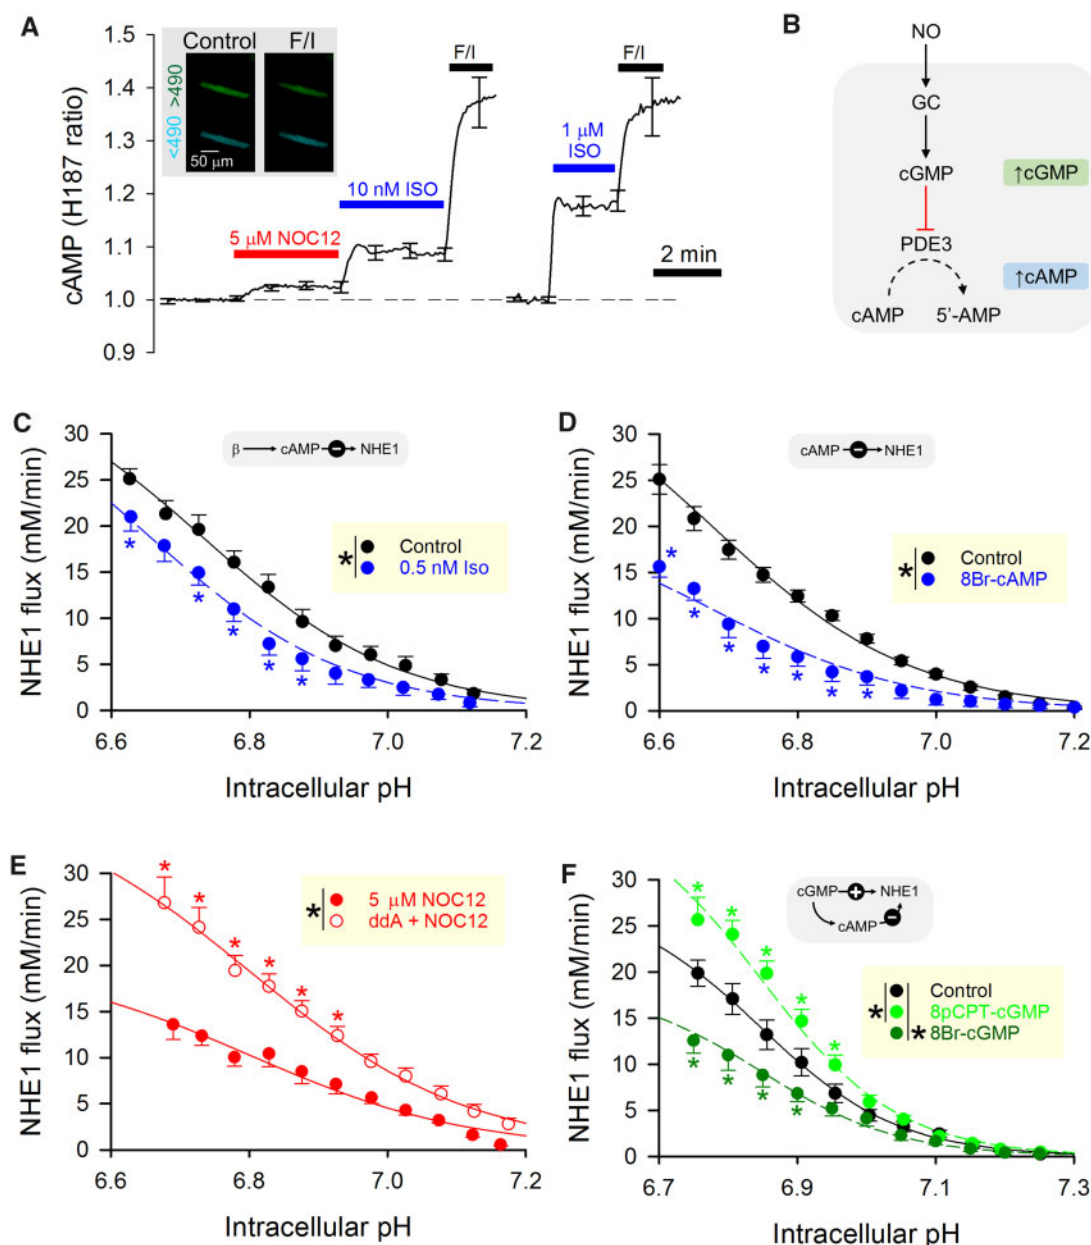 A
cAMP (H187 ratio)
1.5
1.4
1.3
1.2
1.1
1.0
0.9
Control F/I
<490 >490
50 μm
5 μM NOC12
10 nM ISO
F/I
1 μM
ISO
F/I
2 min
B
NO
GC
cGMP
↑cGMP
PDE3
↑cAMP
cAMP 5'-AMP
C
NHE1 flux (mM/min)
30
25
20
15
10
5
0
β cAMP − NHE1
* Control
0.5 nM Iso
* * * * *
6.6 6.8 7.0 7.2
Intracellular pH
D
NHE1 flux (mM/min)
30
25
20
15
10
5
0
cAMP − NHE1
* Control
8Br-cAMP
* * * * * * *
6.6 6.8 7.0 7.2
Intracellular pH
E
NHE1 flux (mM/min)
30
25
20
15
10
5
0
* 5 μM NOC12
ddA + NOC12
* * * * * *
6.6 6.8 7.0 7.2
Intracellular pH
F
NHE1 flux (mM/min)
30
25
20
15
10
5
0
cGMP + NHE1
cAMP −
Control
* 8pCPT-cGMP
* 8Br-cGMP
* * * * *
* * * *
6.7 6.9 7.1 7.3
Intracellular pH